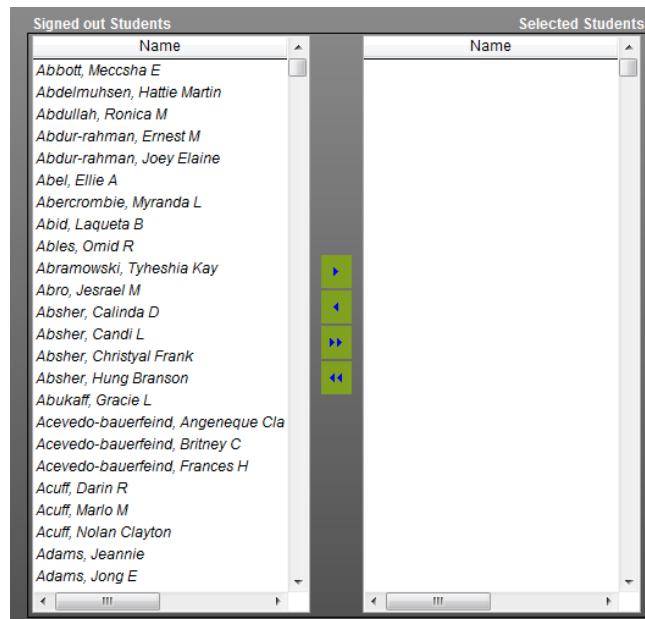 Signed out Students
Selected Students
Name
Name
Abbott, Meccsha E
Abdelmuhsen, Hattie Martin
Abdullah, Ronica M
Abdur-rahman, Ernest M
Abdur-rahman, Joey Elaine
Abel, Ellie A
Abercrombie, Myranda L
Abid, Laqueta B
Ables, Omid R
Abramowski, Tyheshia Kay
Abro, Jesrael M
Absher, Calinda D
Absher, Candi L
Absher, Christyal Frank
Absher, Hung Branson
Abukaff, Gracie L
Acevedo-bauerfeind, Angeneque Cla
Acevedo-bauerfeind, Britney C
Acevedo-bauerfeind, Frances H
Acuff, Darin R
Acuff, Marlo M
Acuff, Nolan Clayton
Adams, Jeannie
Adams, Jong E